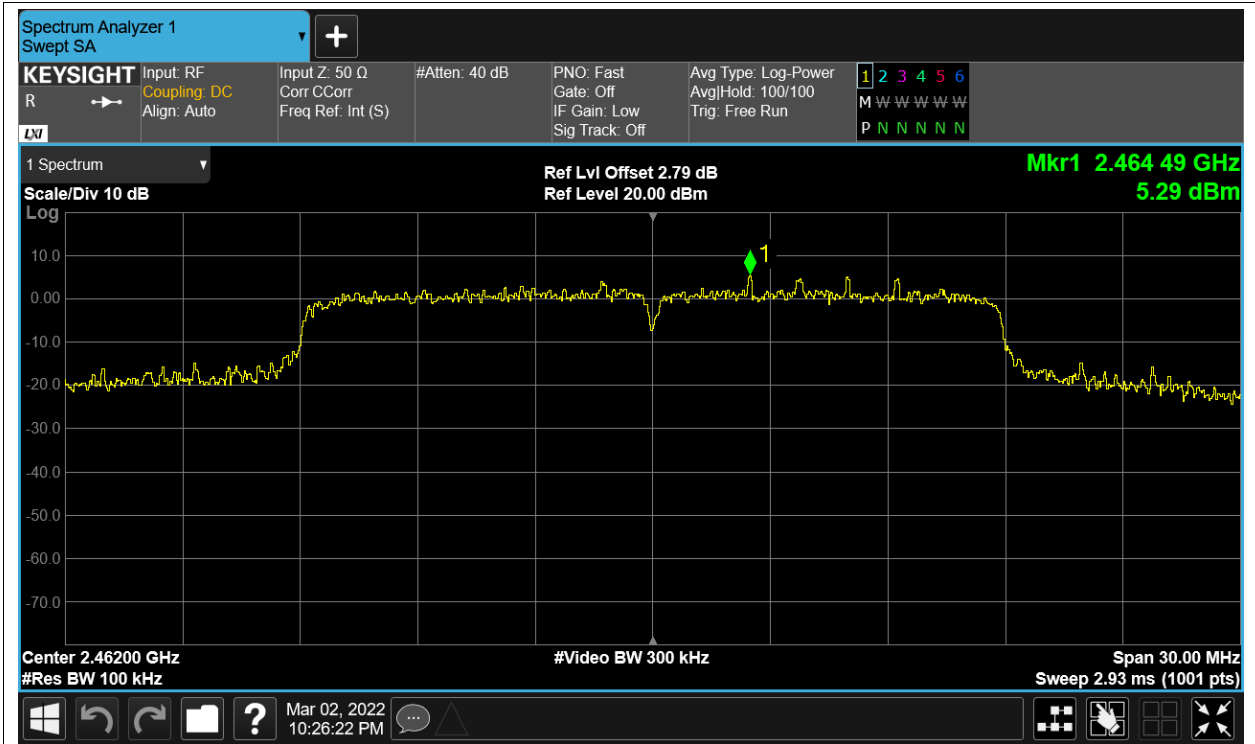 Spectrum Analyzer 1
Swept SA
KEYSIGHT
R
LXI
Input: RF
Coupling: DC
Align: Auto
Input Z: 50 Ω
Corr CCorr
Freq Ref: Int (S)
#Atten: 40 dB
PNO: Fast
Gate: Off
IF Gain: Low
Sig Track: Off
Avg Type: Log-Power
Avg|Hold: 100/100
Trig: Free Run
1 2 3 4 5 6
M W W W W W W
P N N N N N N
1 Spectrum
Scale/Div 10 dB
Ref Lvl Offset 2.79 dB
Ref Level 20.00 dBm
Mkr1 2.464 49 GHz
5.29 dBm
Log
10.0
0.00
-10.0
-20.0
-30.0
-40.0
-50.0
-60.0
-70.0
1
Center 2.46200 GHz
#Res BW 100 kHz
#Video BW 300 kHz
Span 30.00 MHz
Sweep 2.93 ms (1001 pts)
?
Mar 02, 2022
10:26:22 PM